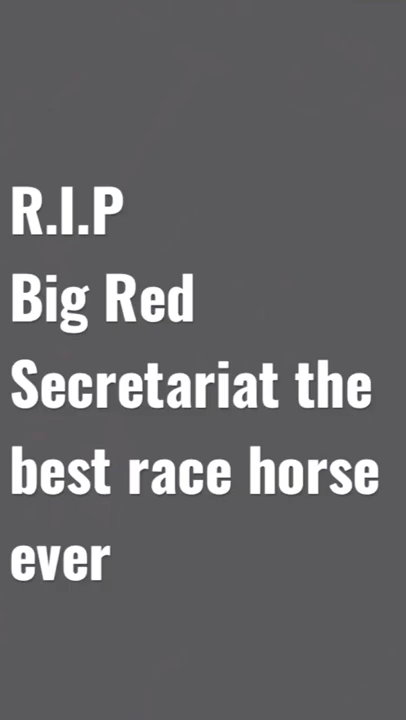 R.I.P
Big Red
Secretariat the
best race horse
ever